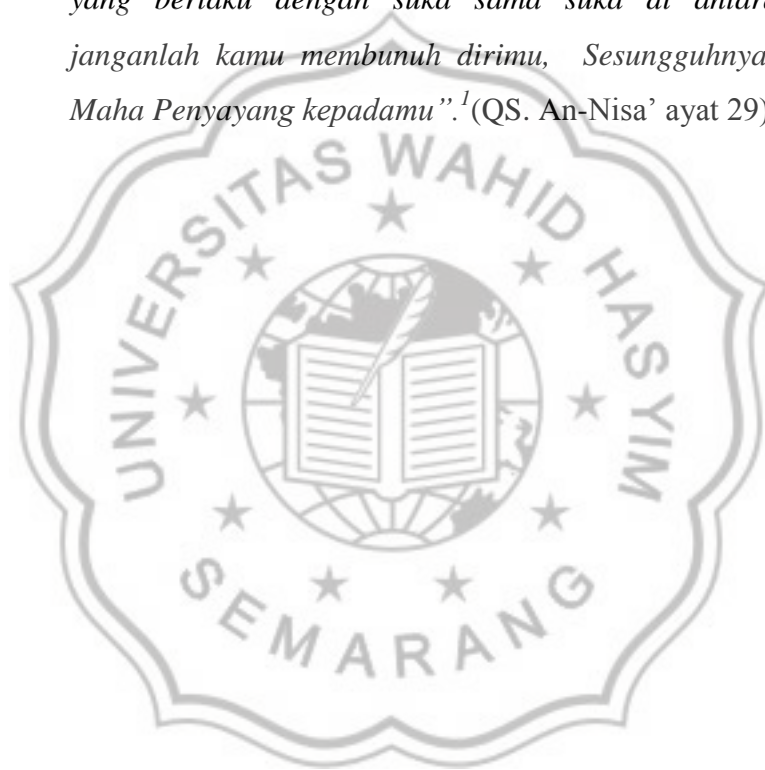 yang berlaku dengan suka sama suka di antara
janganlah kamu membunuh dirimu, Sesungguhnya
Maha Penyayang kepadamu”.1(QS. An-Nisa’ ayat 29)
UNIVERSITAS WAHID HASYIM
SEMARANG